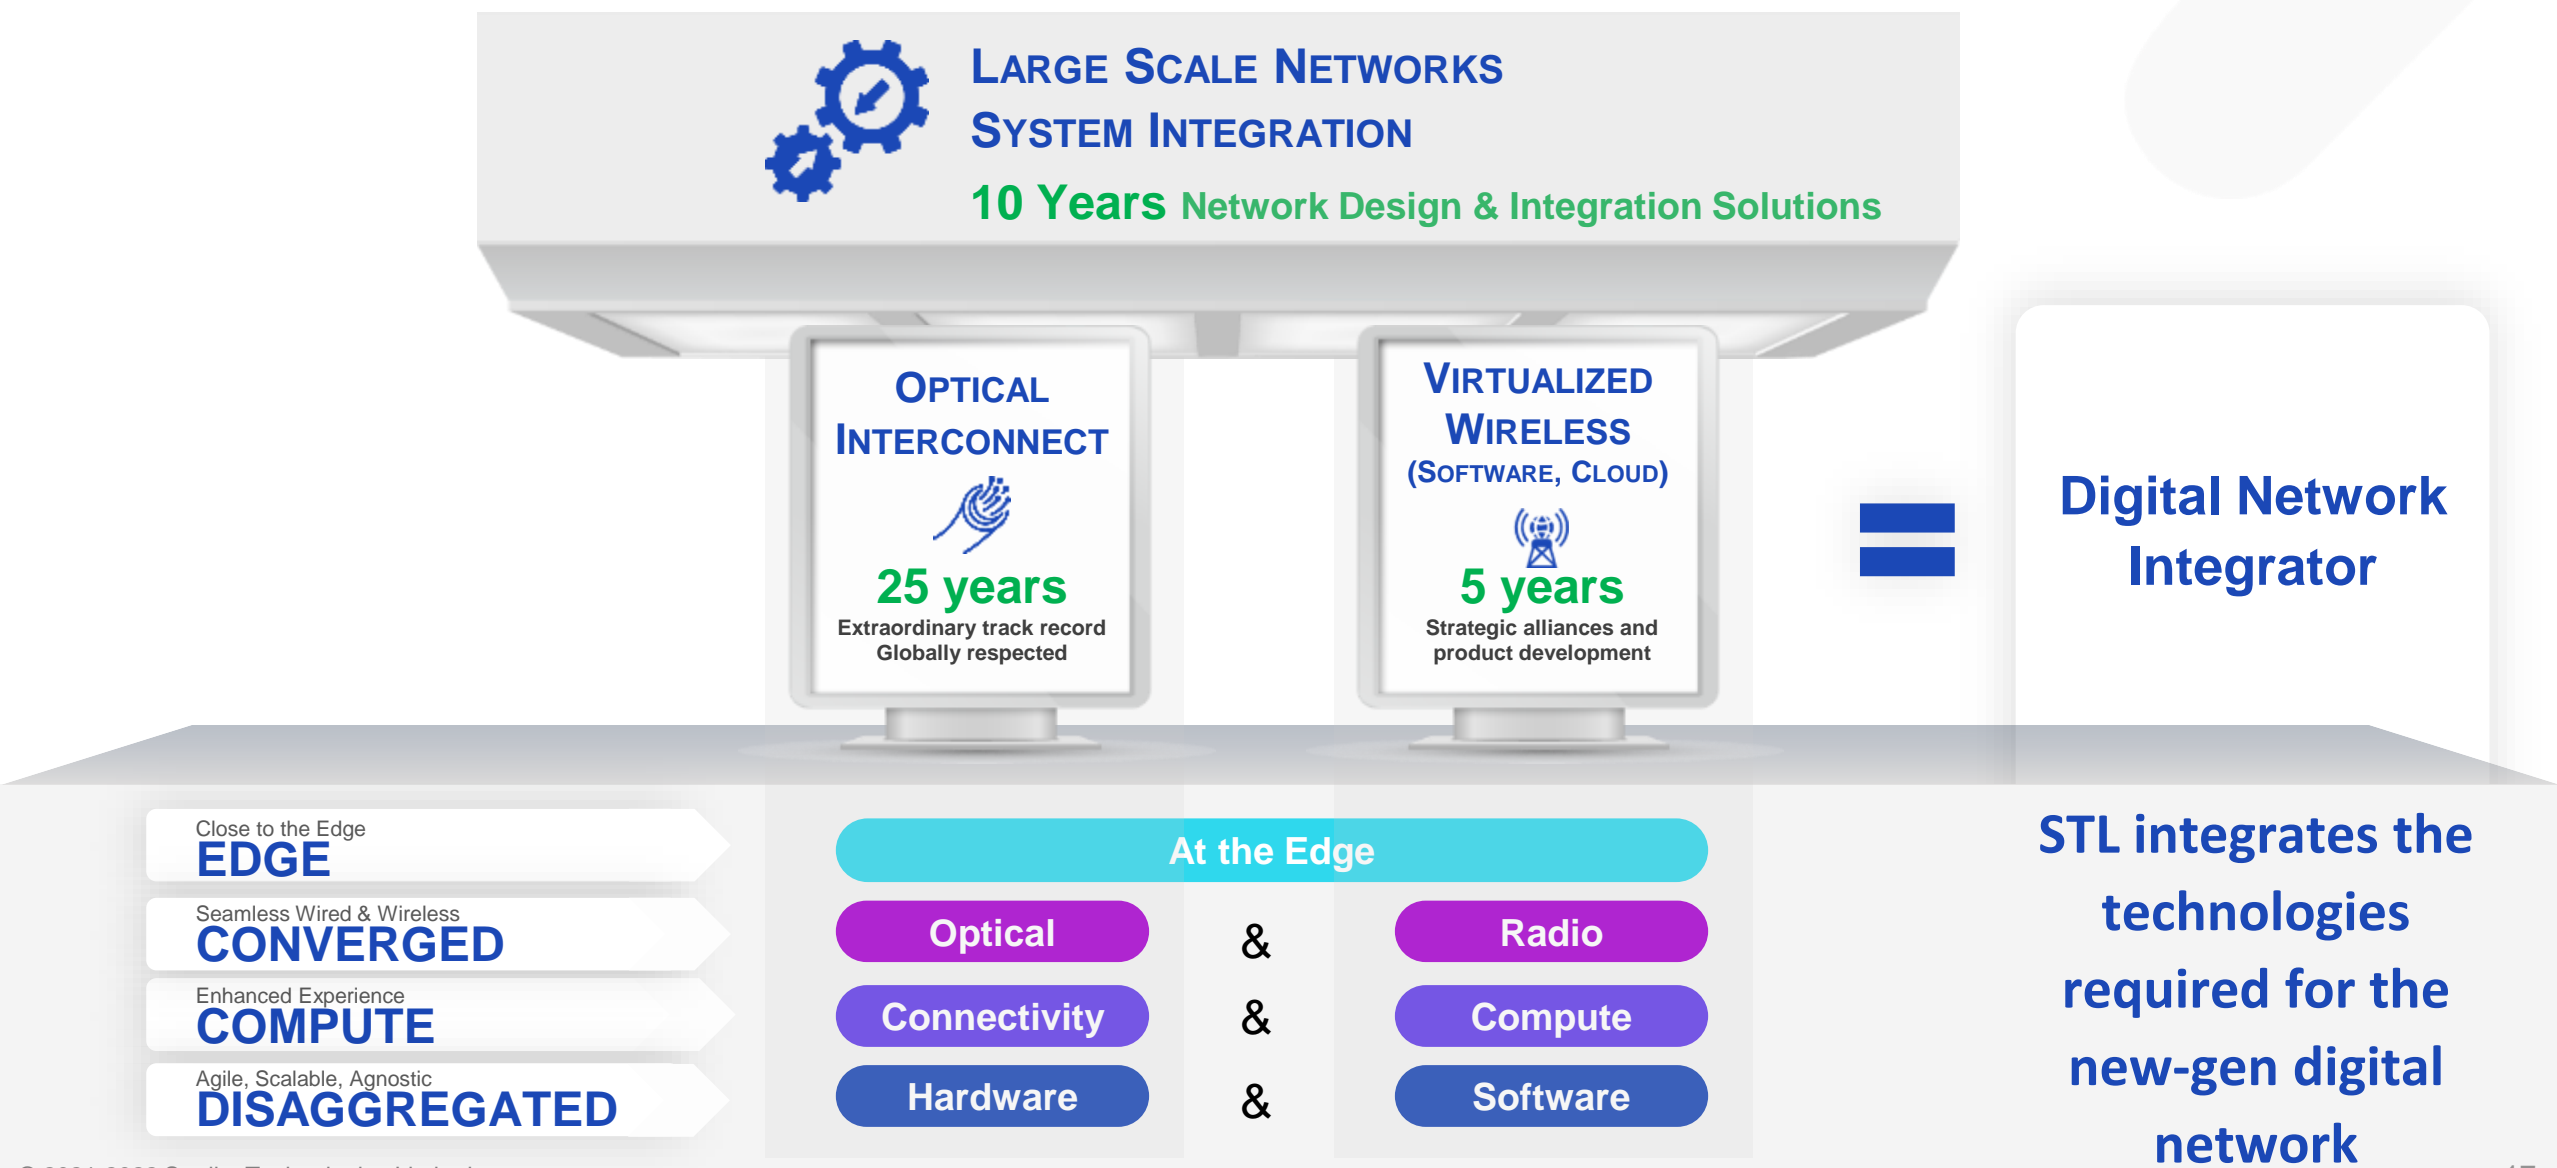 LARGE SCALE NETWORKS
SYSTEM INTEGRATION
10 Years Network Design & Integration Solutions
OPTICAL
INTERCONNECT
25 years
Extraordinary track record
Globally respected
VIRTUALIZED
WIRELESS
(SOFTWARE, CLOUD)
5 years
Strategic alliances and
product development
Digital Network
Integrator
Close to the Edge
EDGE
At the Edge
Seamless Wired & Wireless
CONVERGED
Optical & Radio
Enhanced Experience
COMPUTE
Connectivity & Compute
Agile, Scalable, Agnostic
DISAGGREGATED
Hardware & Software
STL integrates the
technologies
required for the
new-gen digital
network